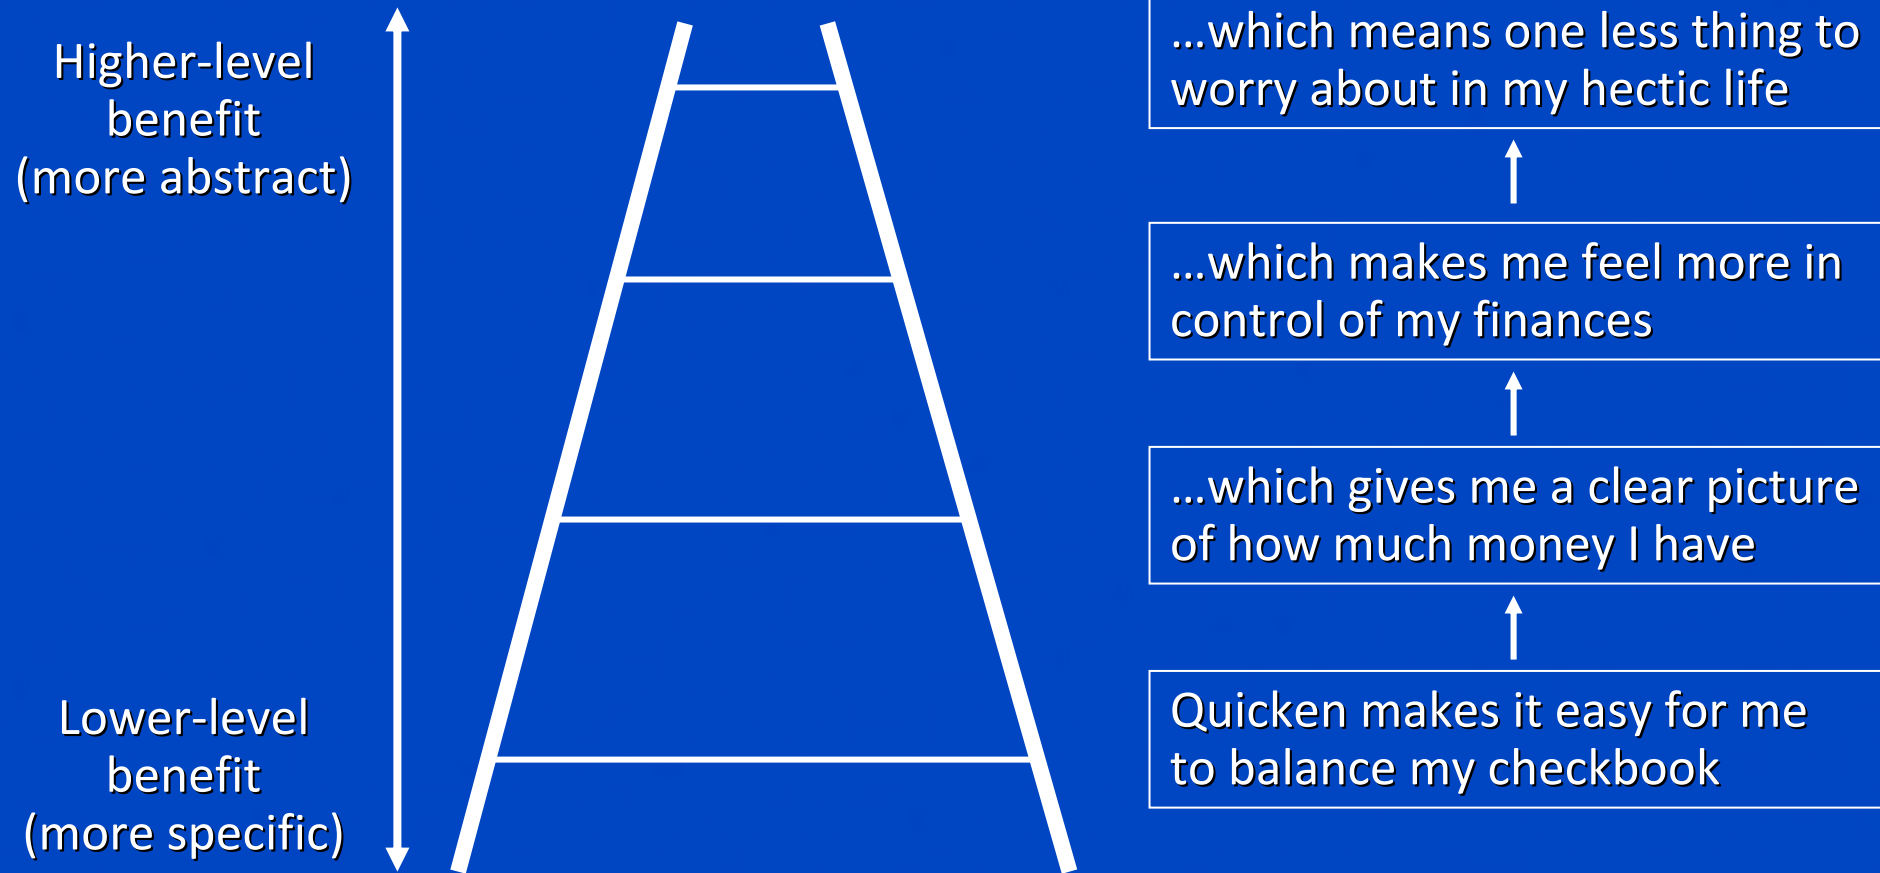 Higher-level
benefit
(more abstract)
…which means one less thing to
worry about in my hectic life
…which makes me feel more in
control of my finances
…which gives me a clear picture
of how much money I have
Lower-level
benefit
(more specific)
Quicken makes it easy for me
to balance my checkbook